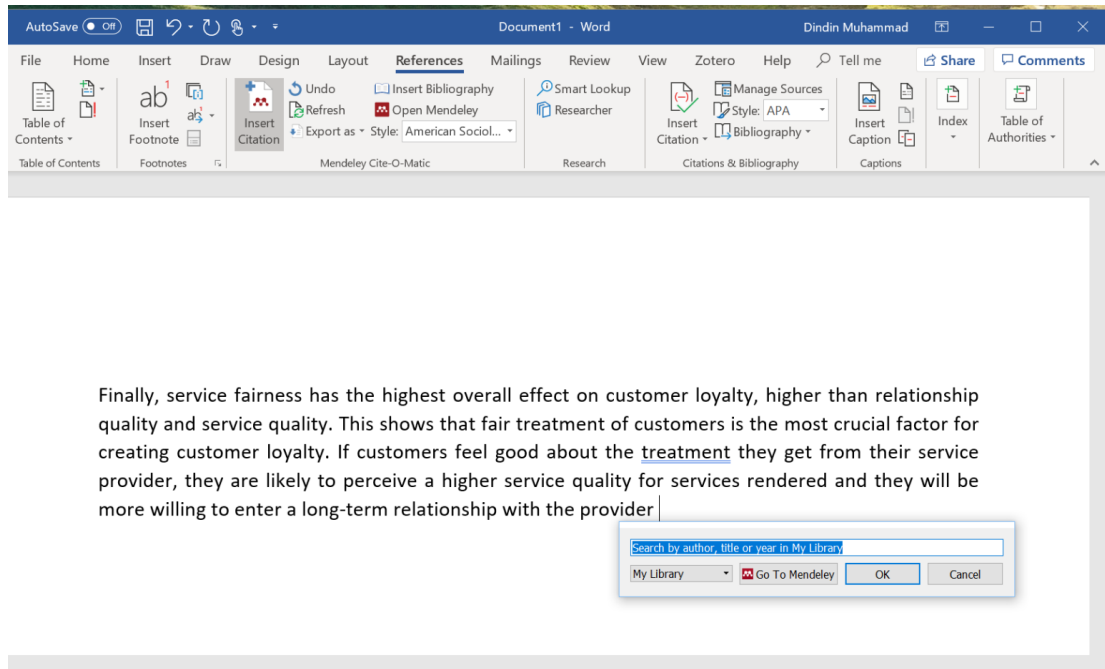 AutoSave Off Document1 - Word Dindin Muhammad
File Home Insert Draw Design Layout References Mailings Review View Zotero Help Tell me Share Comments
Table of Contents
ab 1 Insert Footnote
ab
Insert Citation
Undo Insert Bibliography
Refresh Open Mendeley
Export as Style: American Sociol...
Smart Lookup
Researcher
Insert Citation
Manage Sources
Style: APA
Bibliography
Insert Caption
Index
Table of Authorities
Table of Contents Footnotes Mendeley Cite-O-Matic Research Citations & Bibliography Captions
Finally, service fairness has the highest overall effect on customer loyalty, higher than relationship
quality and service quality. This shows that fair treatment of customers is the most crucial factor for
creating customer loyalty. If customers feel good about the treatment they get from their service
provider, they are likely to perceive a higher service quality for services rendered and they will be
more willing to enter a long-term relationship with the provider
Search by author, title or year in My Library
My Library Go To Mendeley OK Cancel